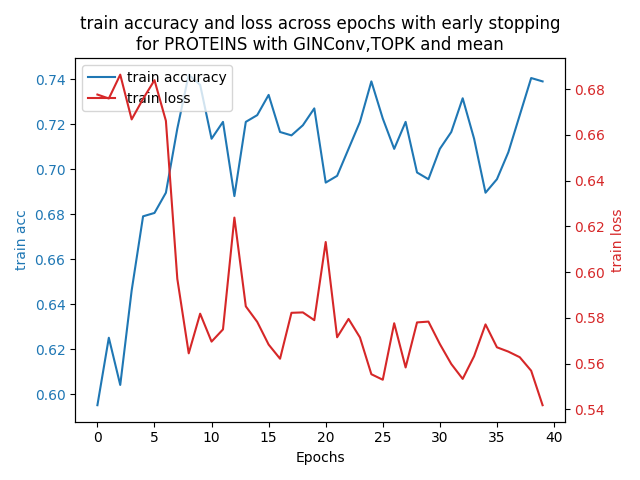 train accuracy and loss across epochs with early stopping
for PROTEINS with GINConv,TOPK and mean
train accuracy
train loss
0.74
0.72
0.70
0.68
0.66
0.64
0.62
0.60
train acc
0.68
0.66
0.64
0.62
0.60
0.58
0.56
0.54
train loss
0 5 10 15 20 25 30 35 40
Epochs